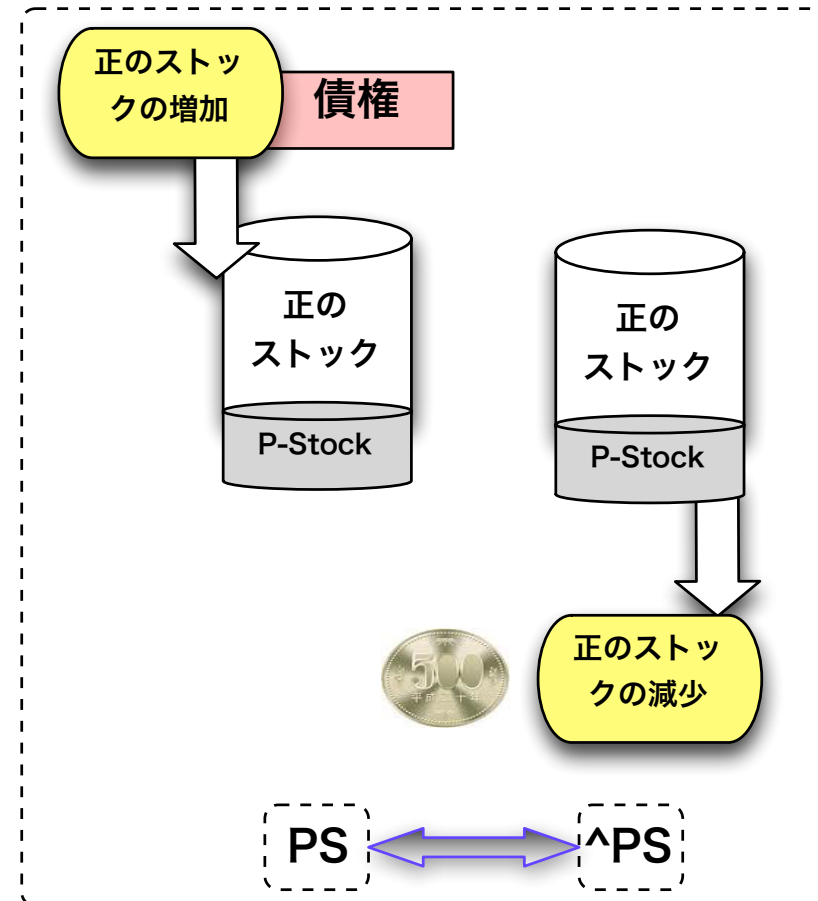 正のストッ
クの増加
債権
正の
ストック
P-Stock
正の
ストック
P-Stock
500
正のストッ
クの減少
PS
^PS